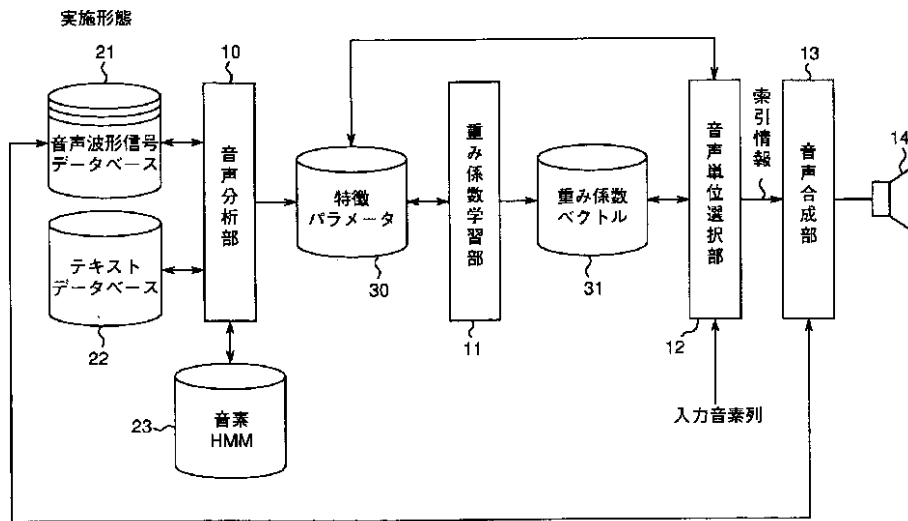 実施形態
21
10
13
14
音声波形信号
データベース
テキスト
データベース
22
音声分析部
音素
HMM
23
特徴
パラメータ
30
重み係数学習部
11
重み係数
ベクトル
31
音声単位選択部
12
索引情報
音声合成部
入力音素列